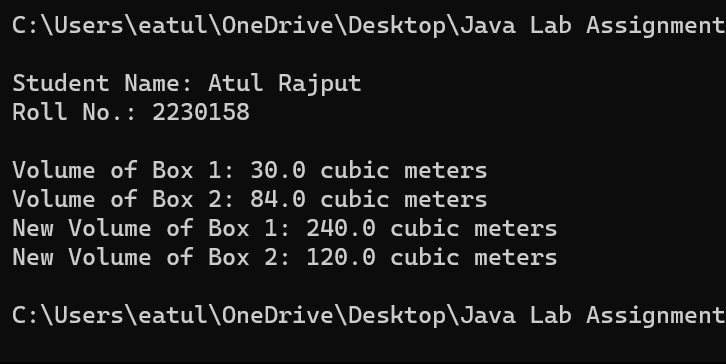 C:\Users\eatul\OneDrive\Desktop\Java Lab Assignment
Student Name: Atul Rajput
Roll No.: 2230158
Volume of Box 1: 30.0 cubic meters
Volume of Box 2: 84.0 cubic meters
New Volume of Box 1: 240.0 cubic meters
New Volume of Box 2: 120.0 cubic meters
C:\Users\eatul\OneDrive\Desktop\Java Lab Assignment